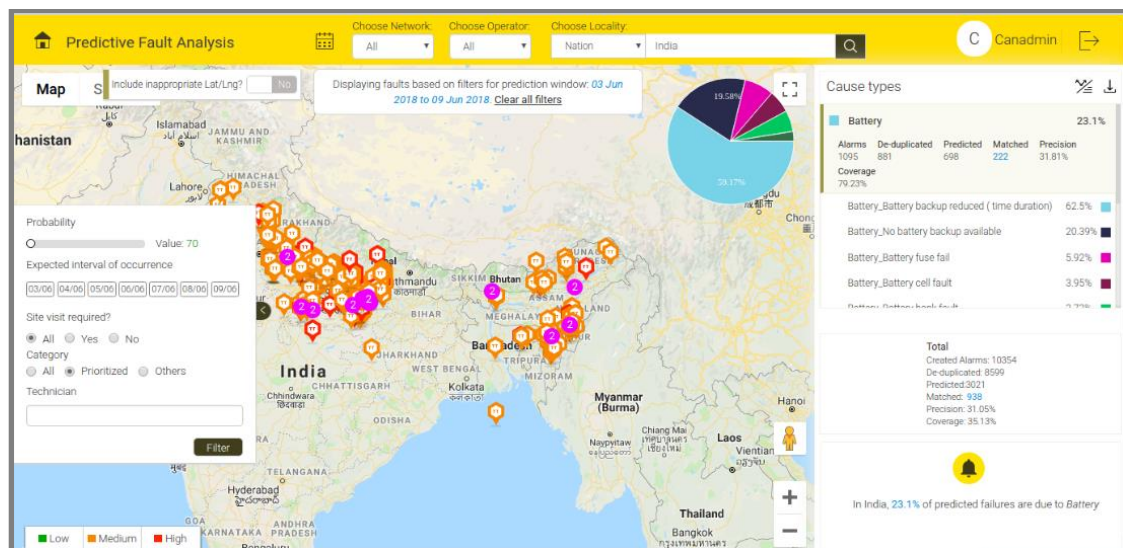 Predictive Fault Analysis
Choose Network:
All
Choose Operator:
All
Choose Locality:
Nation
India
C
Canadmin
Map
S
Include inappropriate Lat/Lng?
No
Displaying faults based on filters for prediction window: 03 Jun
2018 to 09 Jun 2018. Clear all filters
19.58%
59.17%
Islamabad
اسلام آباد
JAMMU AND
KASHMIR
hanistan
HIMACHAL
Lahore
Probability
Value: 70
Expected interval of occurrence
03/06 04/06 05/06 06/06 07/06 08/06 09/06
Site visit required?
All Yes No
Category
All Prioritized Others
Technician
Filter
SIKKIM
Bhutan
ASSAM
BIHAR
MEGHALAY
JHARKHAND
TRIPURA
MIZORAM
WEST BENGAL
India
Kolkata
CHHATTISGARH
Chhindwara
छिंदवाड़ा
ODISHA
Myanmar
(Burma)
Hanoi
Chiang Mai
Laos
Naypyitaw
Vientian
TELANGANA
Hyderabad
Thailand
Bangkok
GOA
KARNATAKA
ANDHRA
PRADESH
Low Medium High
Cause types
Battery 23.1%
Alarms De-duplicated Predicted Matched Precision
1095 881 698 222 31.81%
Coverage
79.23%
Battery_Battery backup reduced ( time duration) 62.5%
Battery_No battery backup available 20.39%
Battery_Battery fuse fail 5.92%
Battery_Battery cell fault 3.95%
Total
Created Alarms: 10354
De-duplicated: 8599
Predicted:3021
Matched: 938
Precision: 31.05%
Coverage: 35.13%
In India, 23.1% of predicted failures are due to Battery